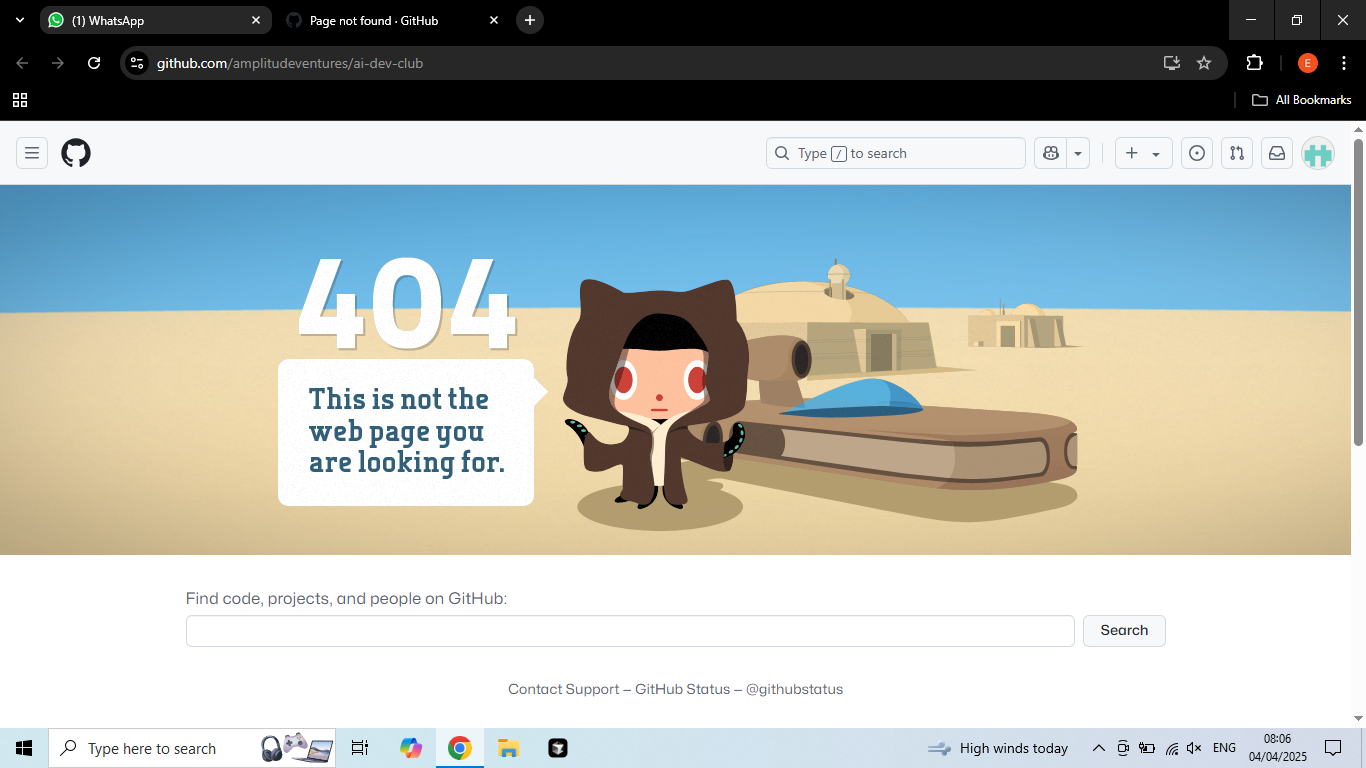 (1) WhatsApp
Page not found · GitHub
github.com/amplitudeventures/ai-dev-club
E
All Bookmarks
Type / to search
404
This is not the
web page you
are looking for.
Find code, projects, and people on GitHub:
Search
Contact Support — GitHub Status — @githubstatus
Type here to search
High winds today
ENG
08:06
04/04/2025